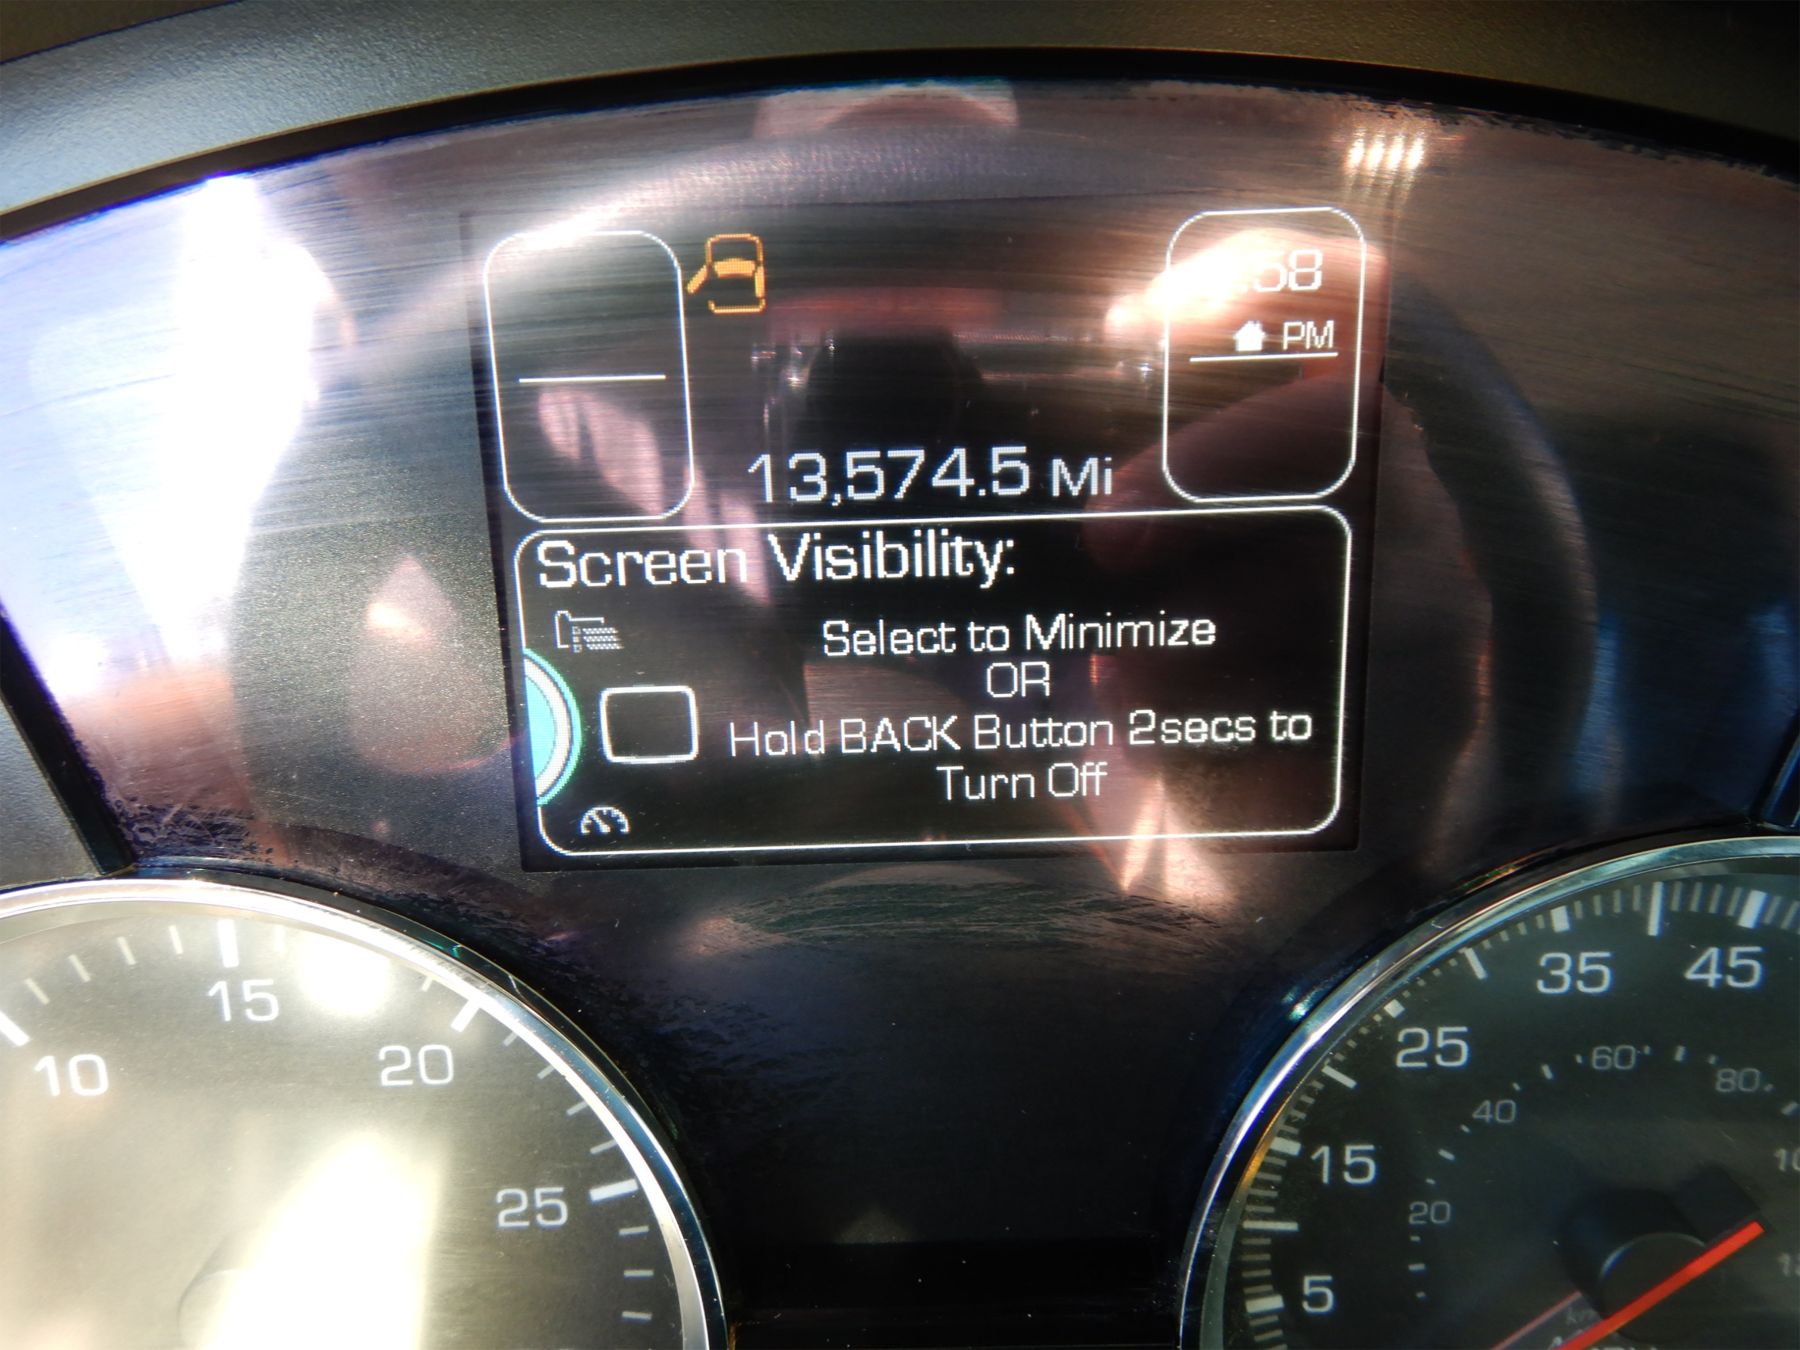 58
PM
13,574.5 Mi
Screen Visibility:
Select to Minimize
OR
Hold BACK Button 2secs to
Turn Off
10
15
20
25
5
15
25
35
45
20
40
60
80